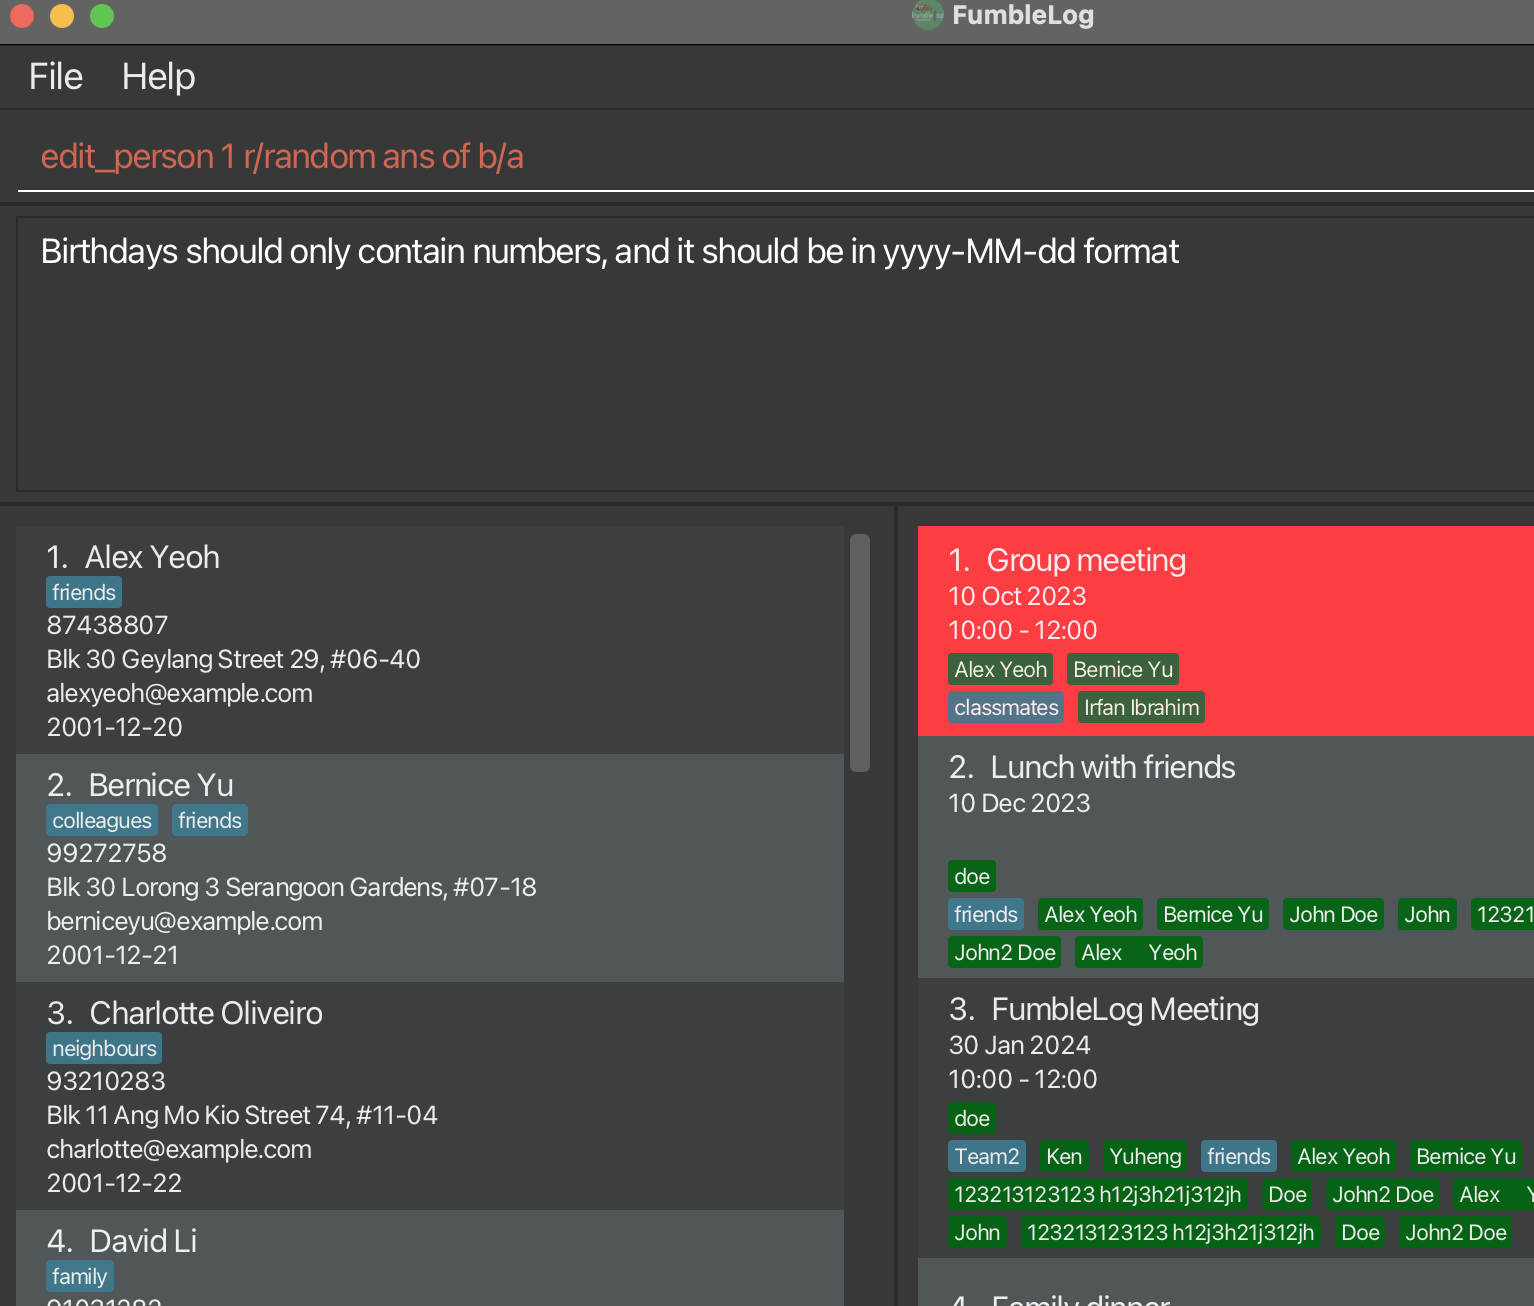 FumbleLog
File Help
edit_person 1 r/random ans of b/a
Birthdays should only contain numbers, and it should be in yyyy-MM-dd format
1. Alex Yeoh
friends
87438807
Blk 30 Geylang Street 29, #06-40
alexyeoh@example.com
2001-12-20
2. Bernice Yu
colleagues friends
99272758
Blk 30 Lorong 3 Serangoon Gardens, #07-18
berniceyu@example.com
2001-12-21
3. Charlotte Oliveiro
neighbours
93210283
Blk 11 Ang Mo Kio Street 74, #11-04
charlotte@example.com
2001-12-22
4. David Li
family
1. Group meeting
10 Oct 2023
10:00 - 12:00
Alex Yeoh Bernice Yu
classmates Irfan Ibrahim
2. Lunch with friends
10 Dec 2023
doe
friends Alex Yeoh Bernice Yu John Doe John 12321
John2 Doe Alex Yeoh
3. FumbleLog Meeting
30 Jan 2024
10:00 - 12:00
doe
Team2 Ken Yuheng friends Alex Yeoh Bernice Yu
123213123123 h12j3h21j312jh Doe John2 Doe Alex
John 123213123123 h12j3h21j312jh Doe John2 Doe
4. Family dinner